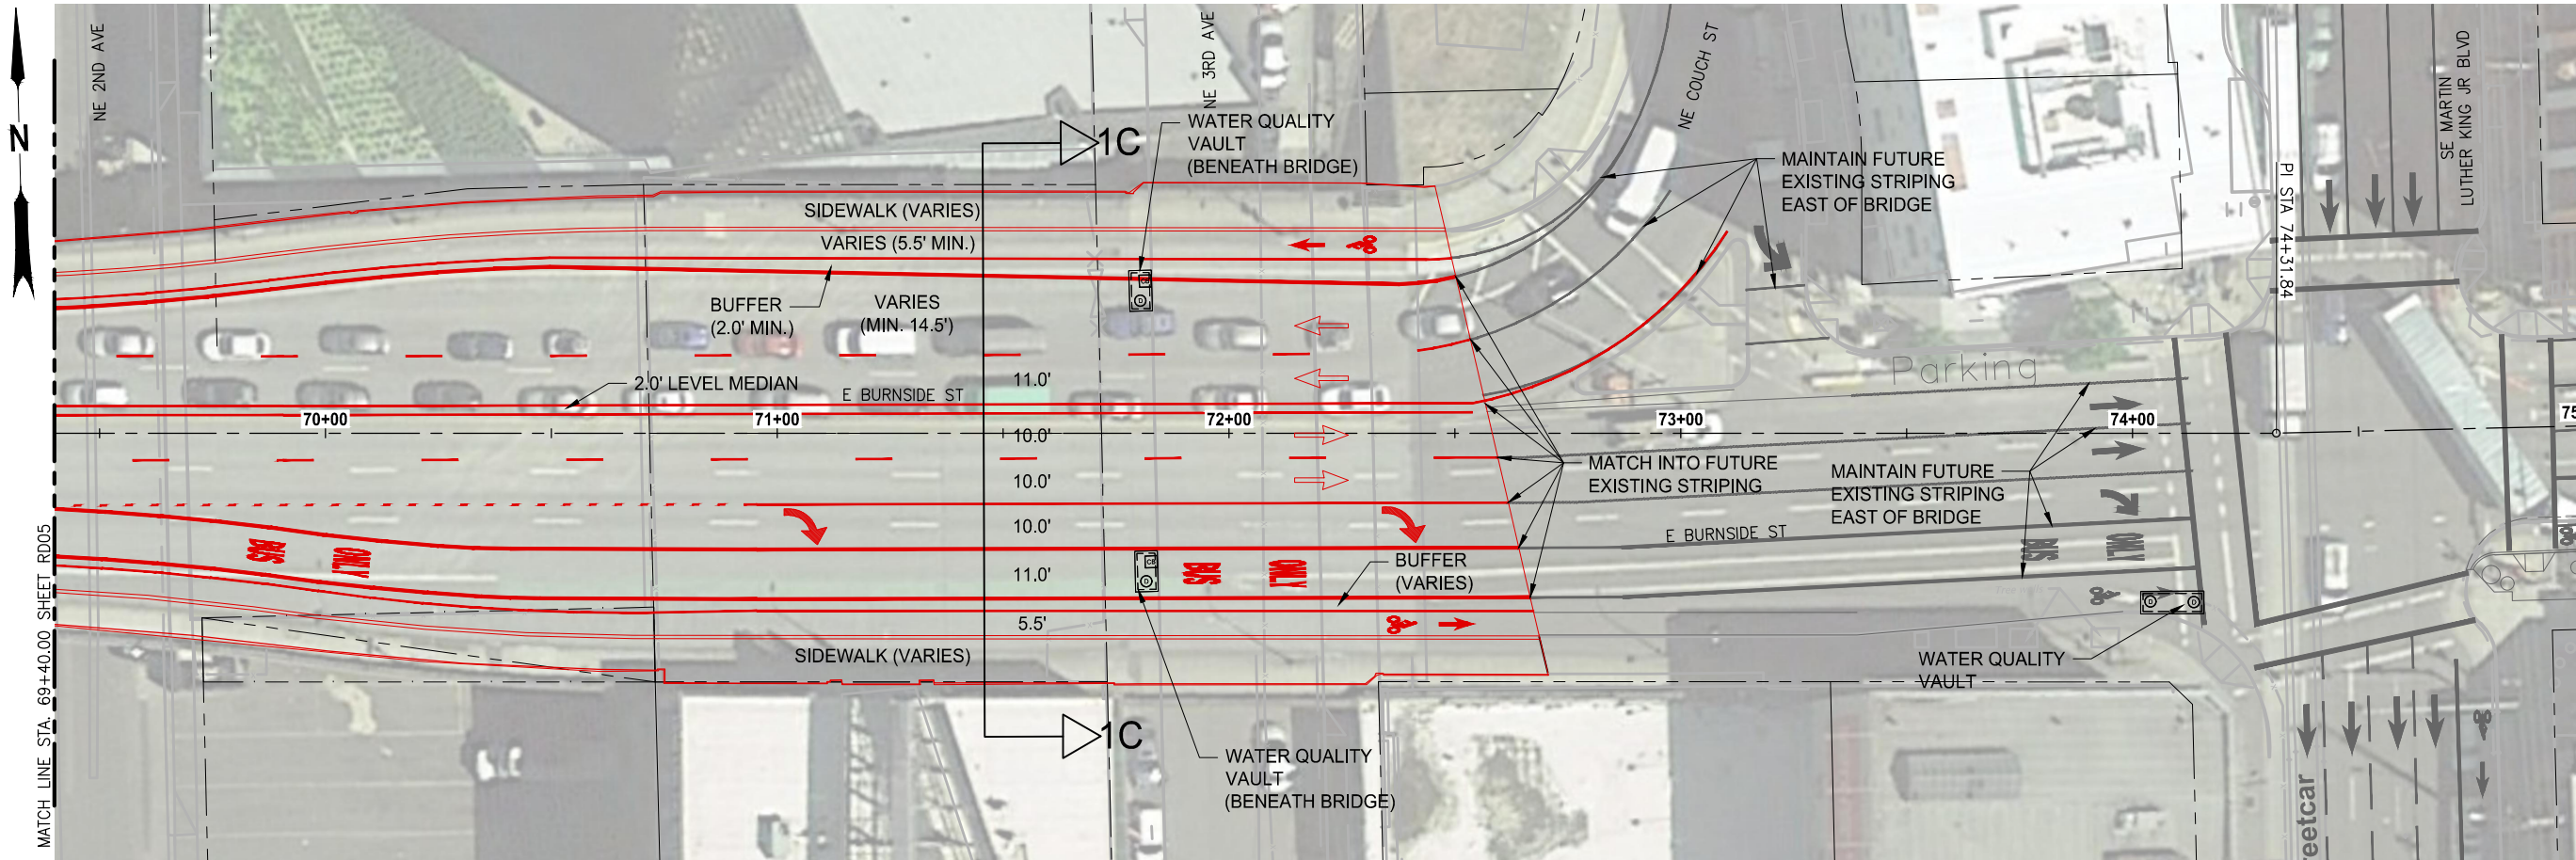 N
NE 2ND AVE
NE 3RD AVE
NE COUCH ST
SE MARTIN
LUTHER KING JR BLVD
PI STA 74+31.84
1C
WATER QUALITY
VAULT
(BENEATH BRIDGE)
MAINTAIN FUTURE
EXISTING STRIPING
EAST OF BRIDGE
SIDEWALK (VARIES)
VARIES (5.5' MIN.)
BUFFER
(2.0' MIN.)
VARIES
(MIN. 14.5')
2.0' LEVEL MEDIAN
E BURNSIDE ST
11.0'
Parking
70+00
71+00
72+00
73+00
74+00
75
10.0'
10.0'
10.0'
11.0'
5.5'
MATCH INTO FUTURE
EXISTING STRIPING
MAINTAIN FUTURE
EXISTING STRIPING
EAST OF BRIDGE
E BURNSIDE ST
BUS
ONLY
BUS
ONLY
BUS
ONLY
BUFFER
(VARIES)
SIDEWALK (VARIES)
WATER QUALITY
VAULT
1C
WATER QUALITY
VAULT
(BENEATH BRIDGE)
MATCH LINE STA. 69+40.00 SHEET RD05
eetcar